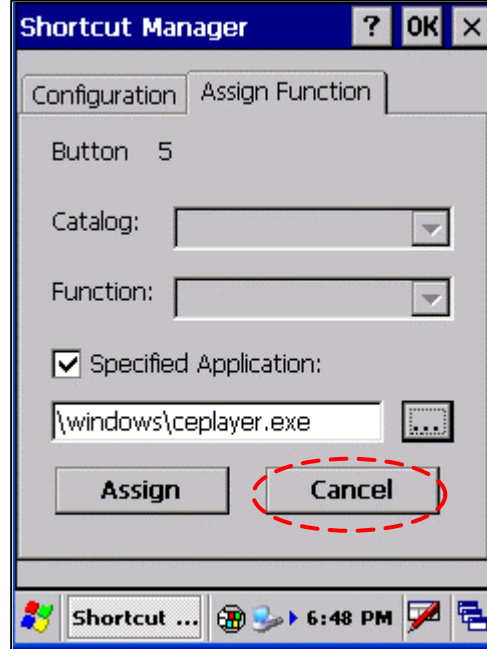 Shortcut Manager ? OK ×
Configuration Assign Function
Button 5
Catalog:
Function:
Specified Application:
\windows\ceplayer.exe ...
Assign Cancel
Shortcut ... 6:48 PM